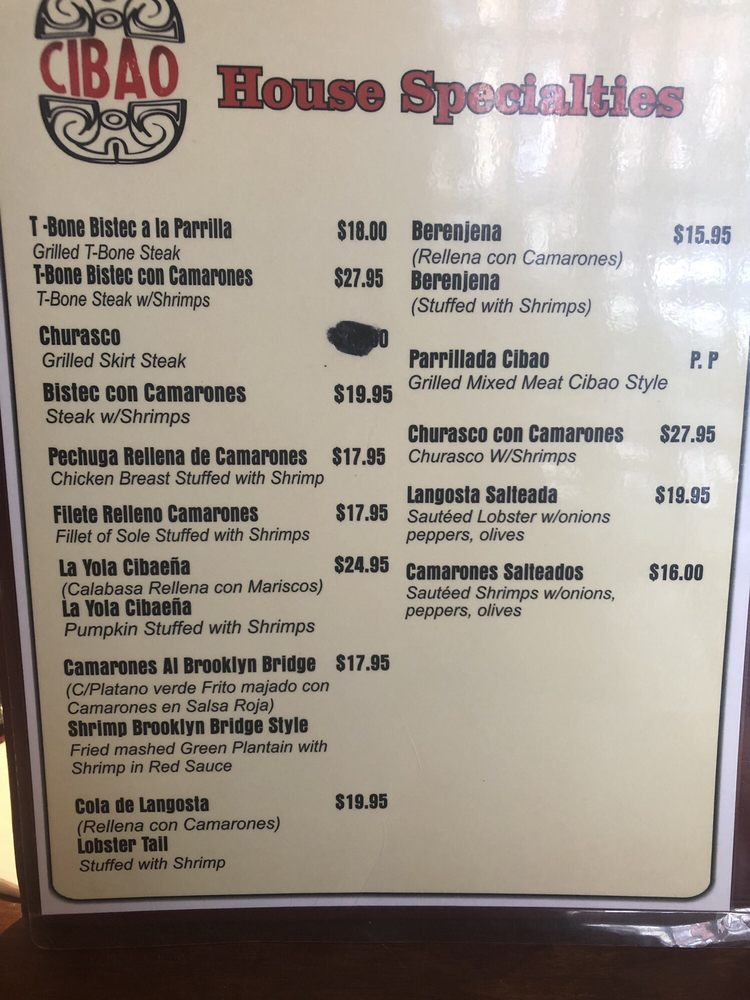 CIBAO
House Specialties
T-Bone Bistec a la Parrilla $18.00
Grilled T-Bone Steak
T-Bone Bistec con Camarones $27.95
T-Bone Steak w/Shrimps
Churasco
Grilled Skirt Steak
Bistec con Camarones $19.95
Steak w/Shrimps
Pechuga Rellena de Camarones $17.95
Chicken Breast Stuffed with Shrimp
Filete Relleno Camarones $17.95
Fillet of Sole Stuffed with Shrimps
La Yola Cibaeña $24.95
(Calabasa Rellena con Mariscos)
La Yola Cibaeña
Pumpkin Stuffed with Shrimps
Camarones Al Brooklyn Bridge $17.95
(C/Platano verde Frito majado con
Camarones en Salsa Roja)
Shrimp Brooklyn Bridge Style
Fried mashed Green Plantain with
Shrimp in Red Sauce
Cola de Langosta $19.95
(Rellena con Camarones)
Lobster Tail
Stuffed with Shrimp
Berenjena $15.95
(Rellena con Camarones)
Berenjena
(Stuffed with Shrimps)
Parrillada Cibao P. P
Grilled Mixed Meat Cibao Style
Churasco con Camarones $27.95
Churasco W/Shrimps
Langosta Salteada $19.95
Sautéed Lobster w/onions
peppers, olives
Camarones Salteados $16.00
Sautéed Shrimps w/onions,
peppers, olives